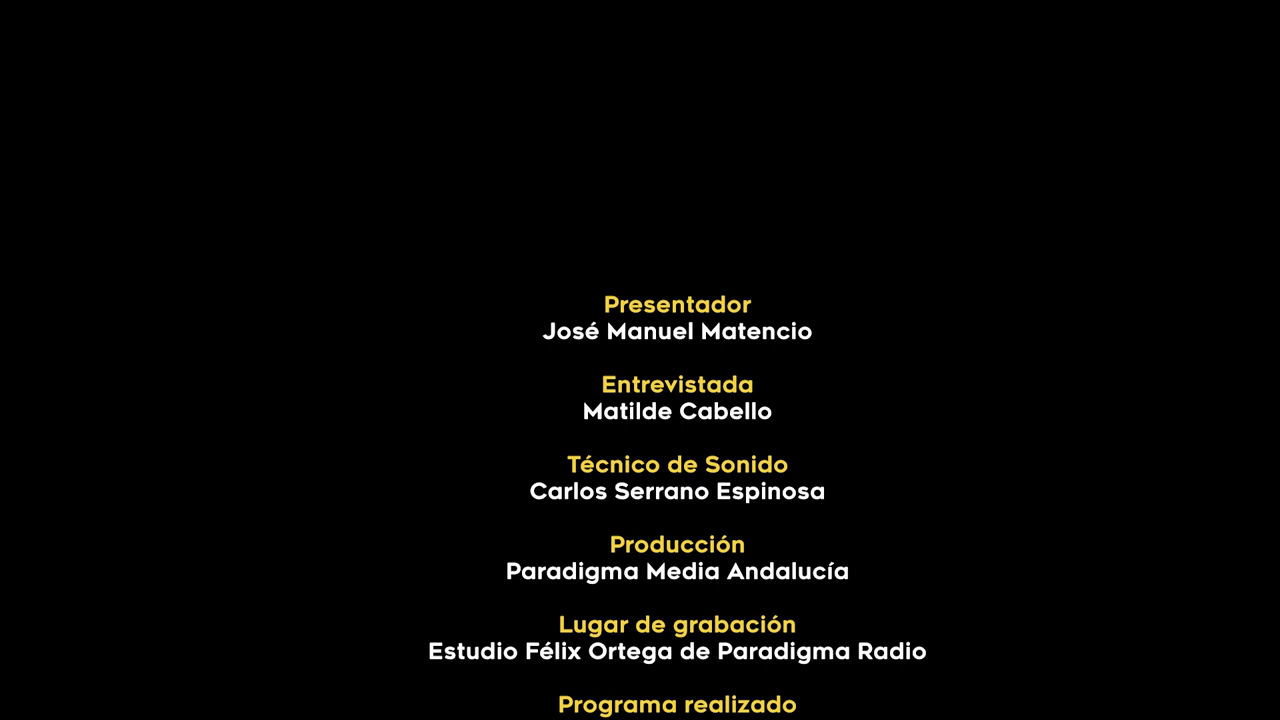 Presentador
José Manuel Matencio
Entrevistada
Matilde Cabello
Técnico de Sonido
Carlos Serrano Espinosa
Producción
Paradigma Media Andalucía
Lugar de grabación
Estudio Félix Ortega de Paradigma Radio
Programa realizado